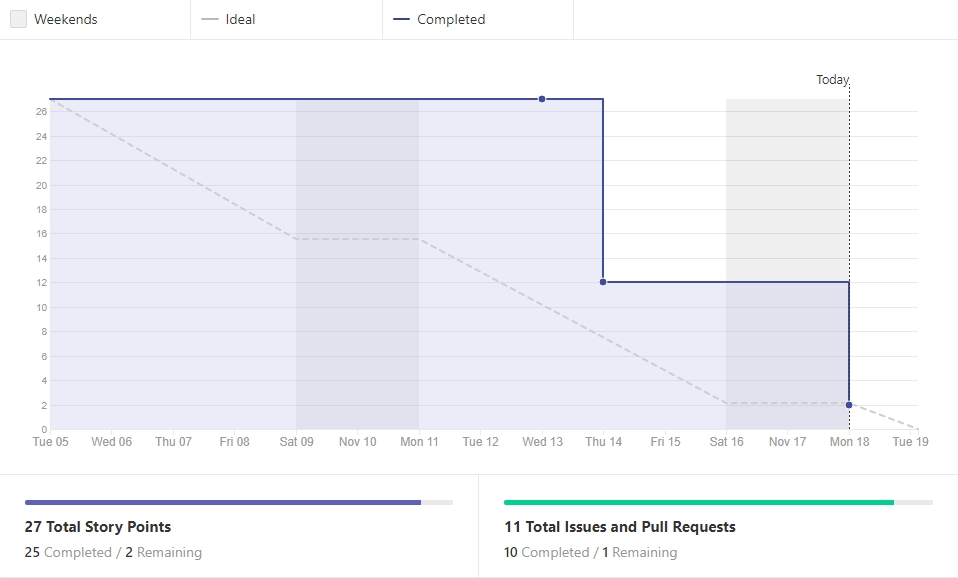 Weekends Ideal Completed
Today
26
24
22
20
18
16
14
12
10
8
6
4
2
0
Tue 05 Wed 06 Thu 07 Fri 08 Sat 09 Nov 10 Mon 11 Tue 12 Wed 13 Thu 14 Fri 15 Sat 16 Nov 17 Mon 18 Tue 19
27 Total Story Points
25 Completed / 2 Remaining
11 Total Issues and Pull Requests
10 Completed / 1 Remaining